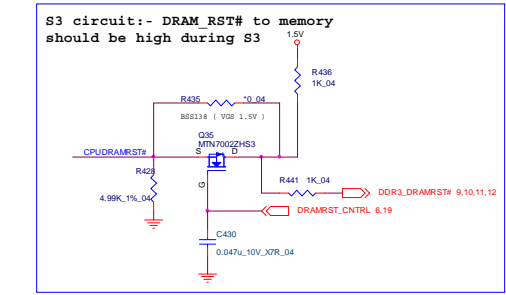 S3 circuit:- DRAM_RST# to memory
should be high during S3
1.5V
R436
1K_04
R435 *0_04
BSS138 ( VGS 1.5V )
Q35
MTN7002ZHS3
CPUDRAMRST# S D
R428
R441 1K_04
G
DDR3_DRAMRST# 9,10,11,12
4.99K_1%_04
DRAMRST_CNTRL 6,19
C430
0.047u_10V_X7R_04